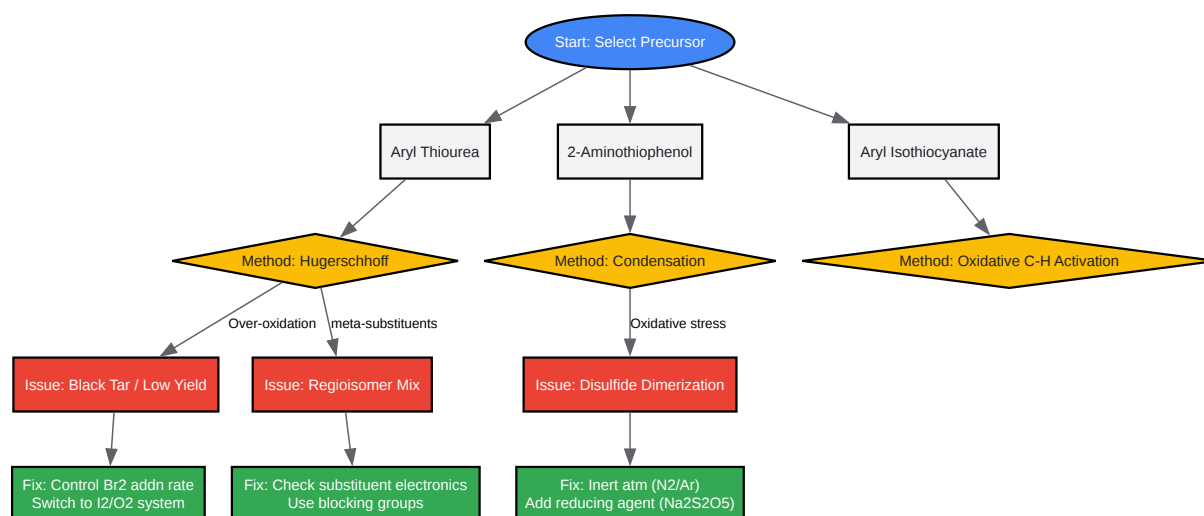 Start: Select Precursor
Aryl Thiourea
2-Aminothiophenol
Aryl Isothiocyanate
Method: Hugerschhoff
Method: Condensation
Method: Oxidative C-H Activation
Over-oxidation
meta-substituents
Oxidative stress
Issue: Black Tar / Low Yield
Issue: Regioisomer Mix
Issue: Disulfide Dimerization
Fix: Control Br2 addn rate
Switch to I2/O2 system
Fix: Check substituent electronics
Use blocking groups
Fix: Inert atm (N2/Ar)
Add reducing agent (Na2S2O5)